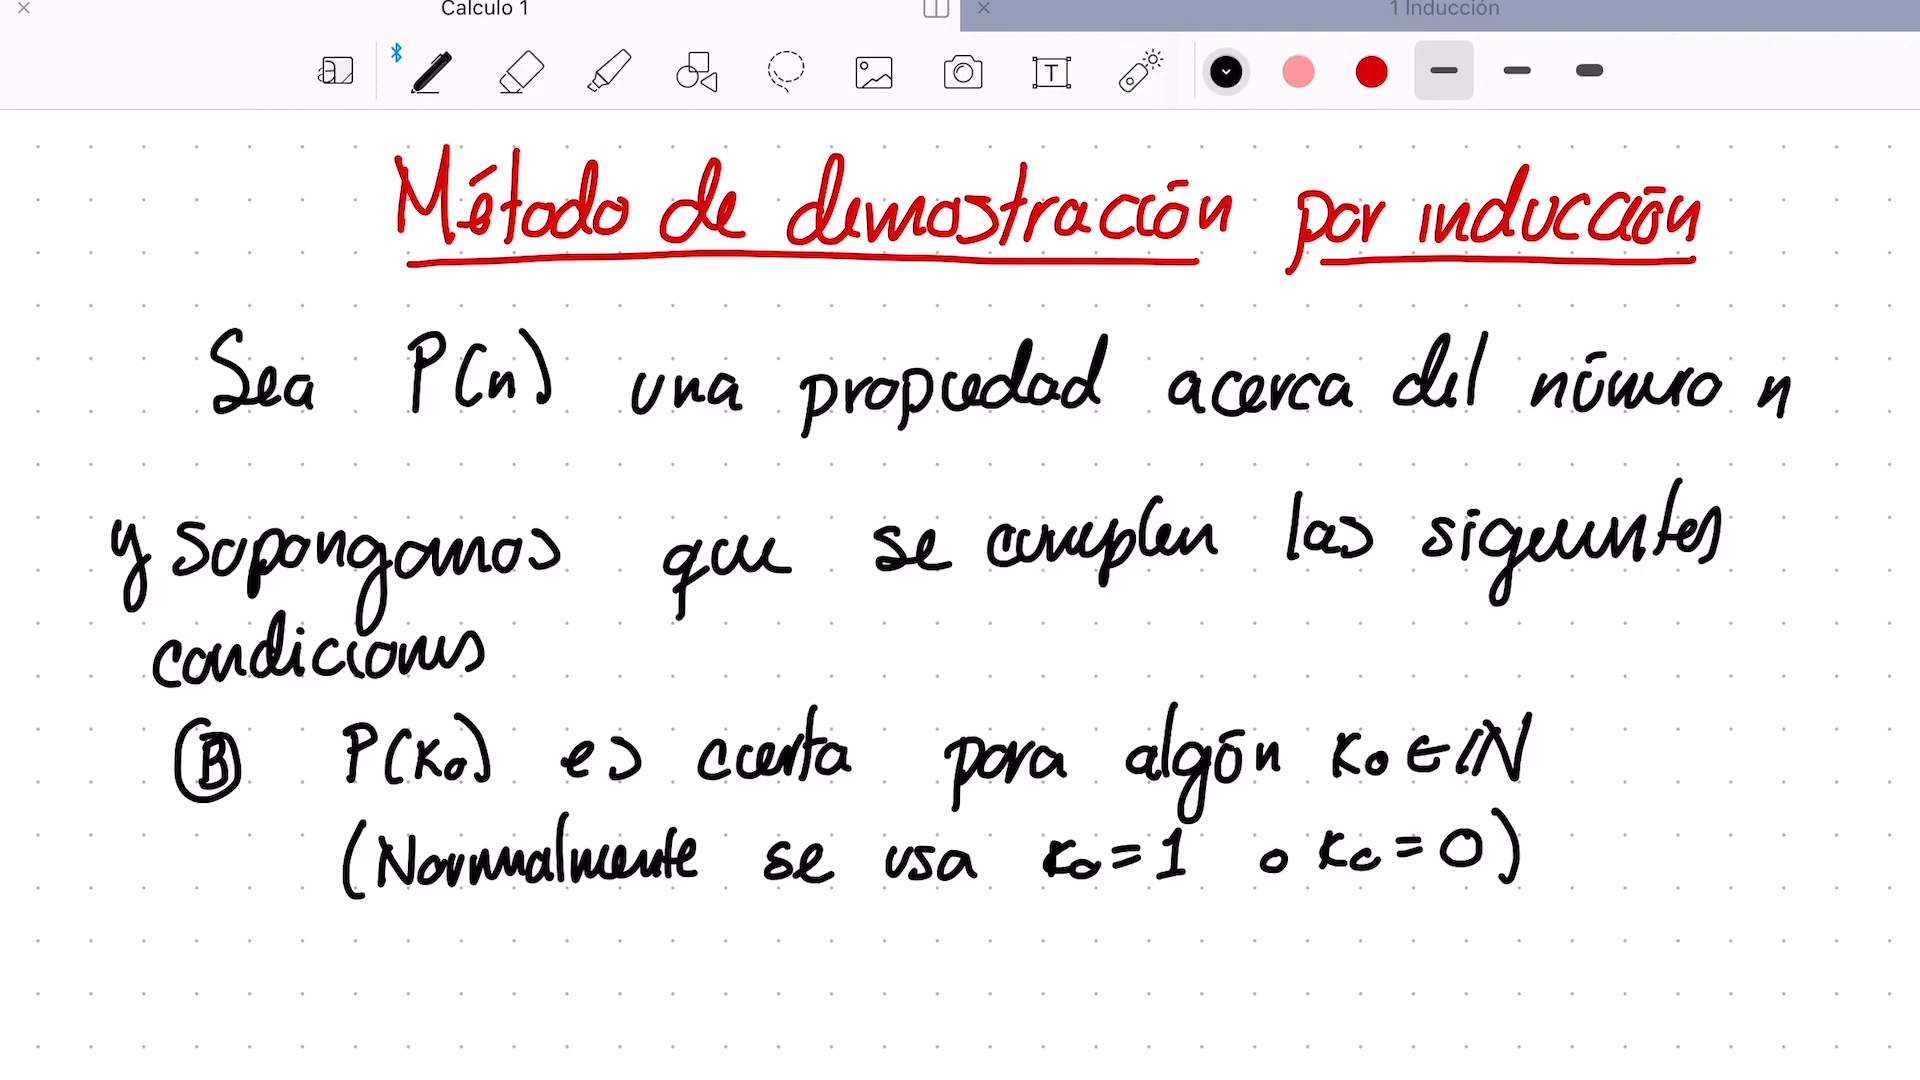 Calculo 1
1 Inducción
Método de demostración por inducción
Sea P(n) una propiedad acerca del número n
y supongamos que se cumplen las siguientes
condiciones
B P(K₀) es cierta para algún K₀ ∈ ℕ
(Normalmente se usa K₀ = 1 o K₀ = 0)